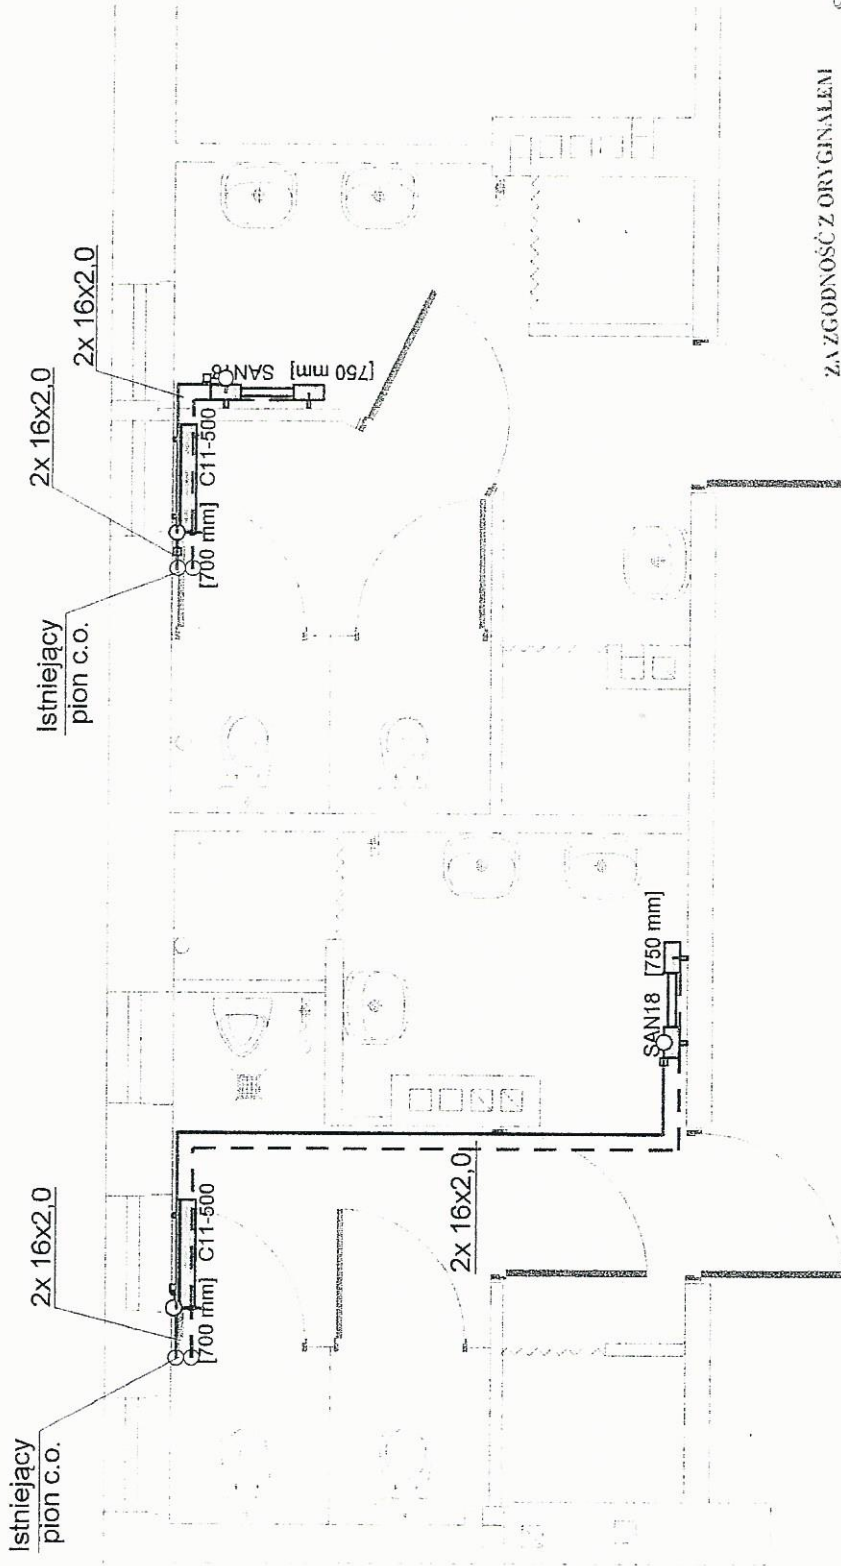 Istniejący
pion c.o.
2x 16x2,0
[700 mm] C11-500
2x 16x2,0
SAN18 [750 mm]
Istniejący
pion c.o.
2x 16x2,0
2x 16x2,0
[700 mm] C11-500
[750 mm]
ZA ZGODNOŚĆ Z ORYGINAŁEM